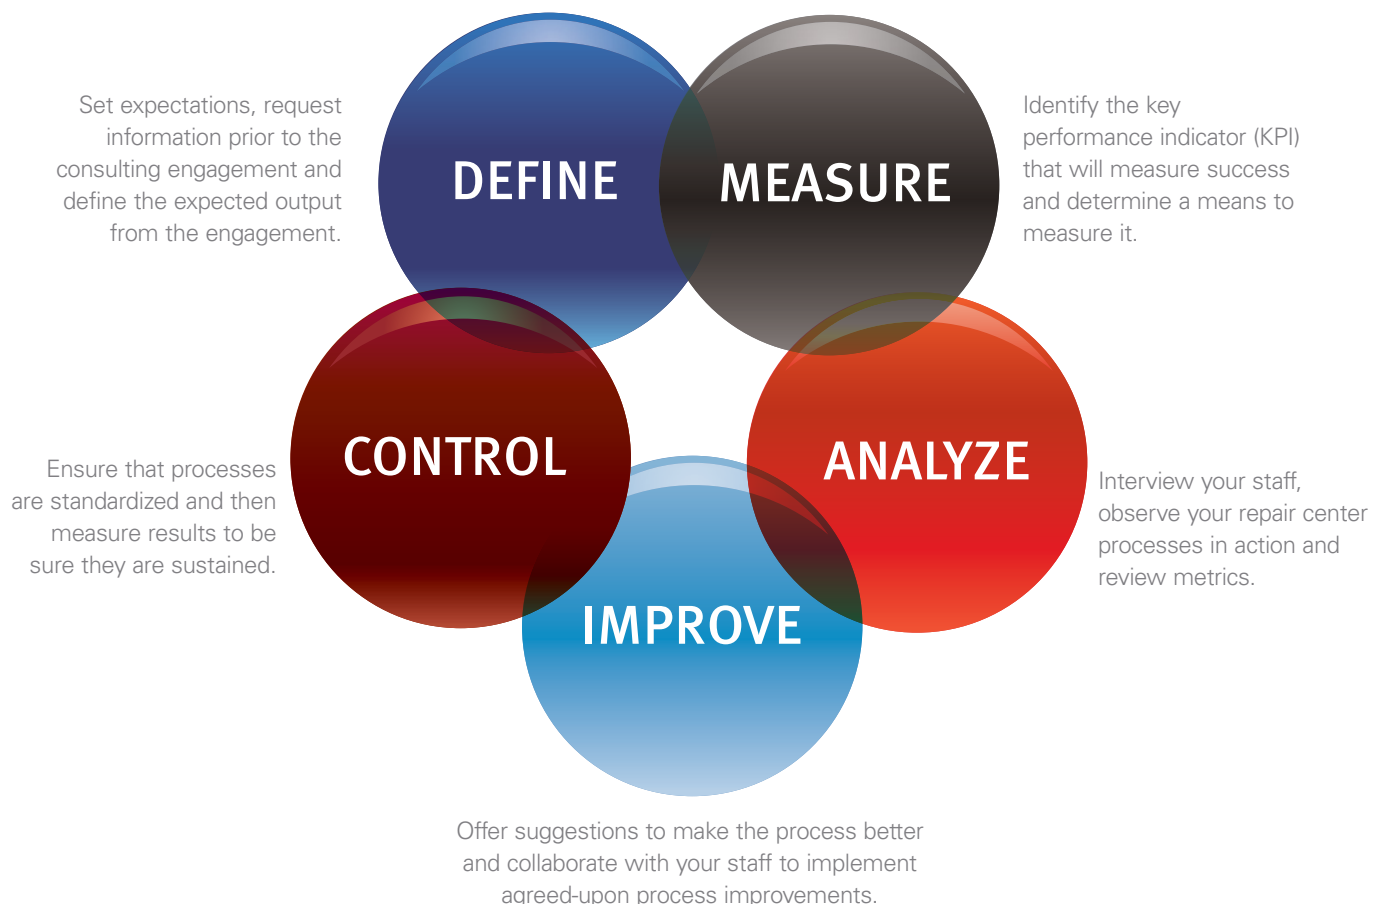 DEFINE
Set expectations, request
information prior to the
consulting engagement and
define the expected output
from the engagement.
MEASURE
Identify the key
performance indicator (KPI)
that will measure success
and determine a means to
measure it.
ANALYZE
Interview your staff,
observe your repair center
processes in action and
review metrics.
IMPROVE
Offer suggestions to make the process better
and collaborate with your staff to implement
agreed-upon process improvements.
CONTROL
Ensure that processes
are standardized and then
measure results to be
sure they are sustained.